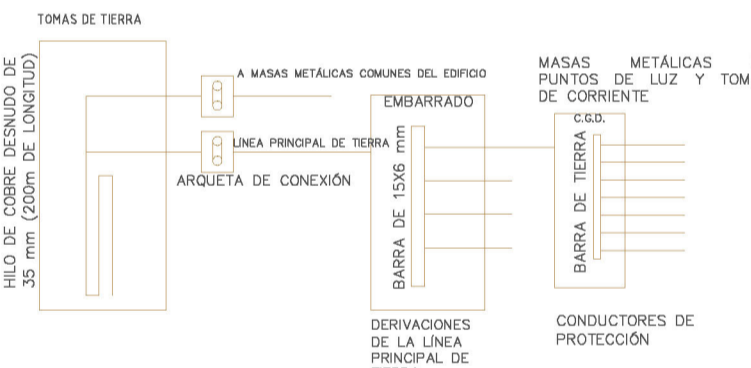 TOMAS DE TIERRA
HILO DE COBRE DESNUDO DE
35 mm (200m DE LONGITUD)
A MASAS METÁLICAS COMUNES DEL EDIFICIO
LÍNEA PRINCIPAL DE TIERRA
ARQUETA DE CONEXIÓN
EMBARRADO
BARRA DE 15X6 mm
DERIVACIONES
DE LA LÍNEA
PRINCIPAL DE
MASAS METÁLICAS
PUNTOS DE LUZ Y TOM
DE CORRIENTE
C.G.D.
BARRA DE TIERRA
CONDUCTORES DE
PROTECCIÓN